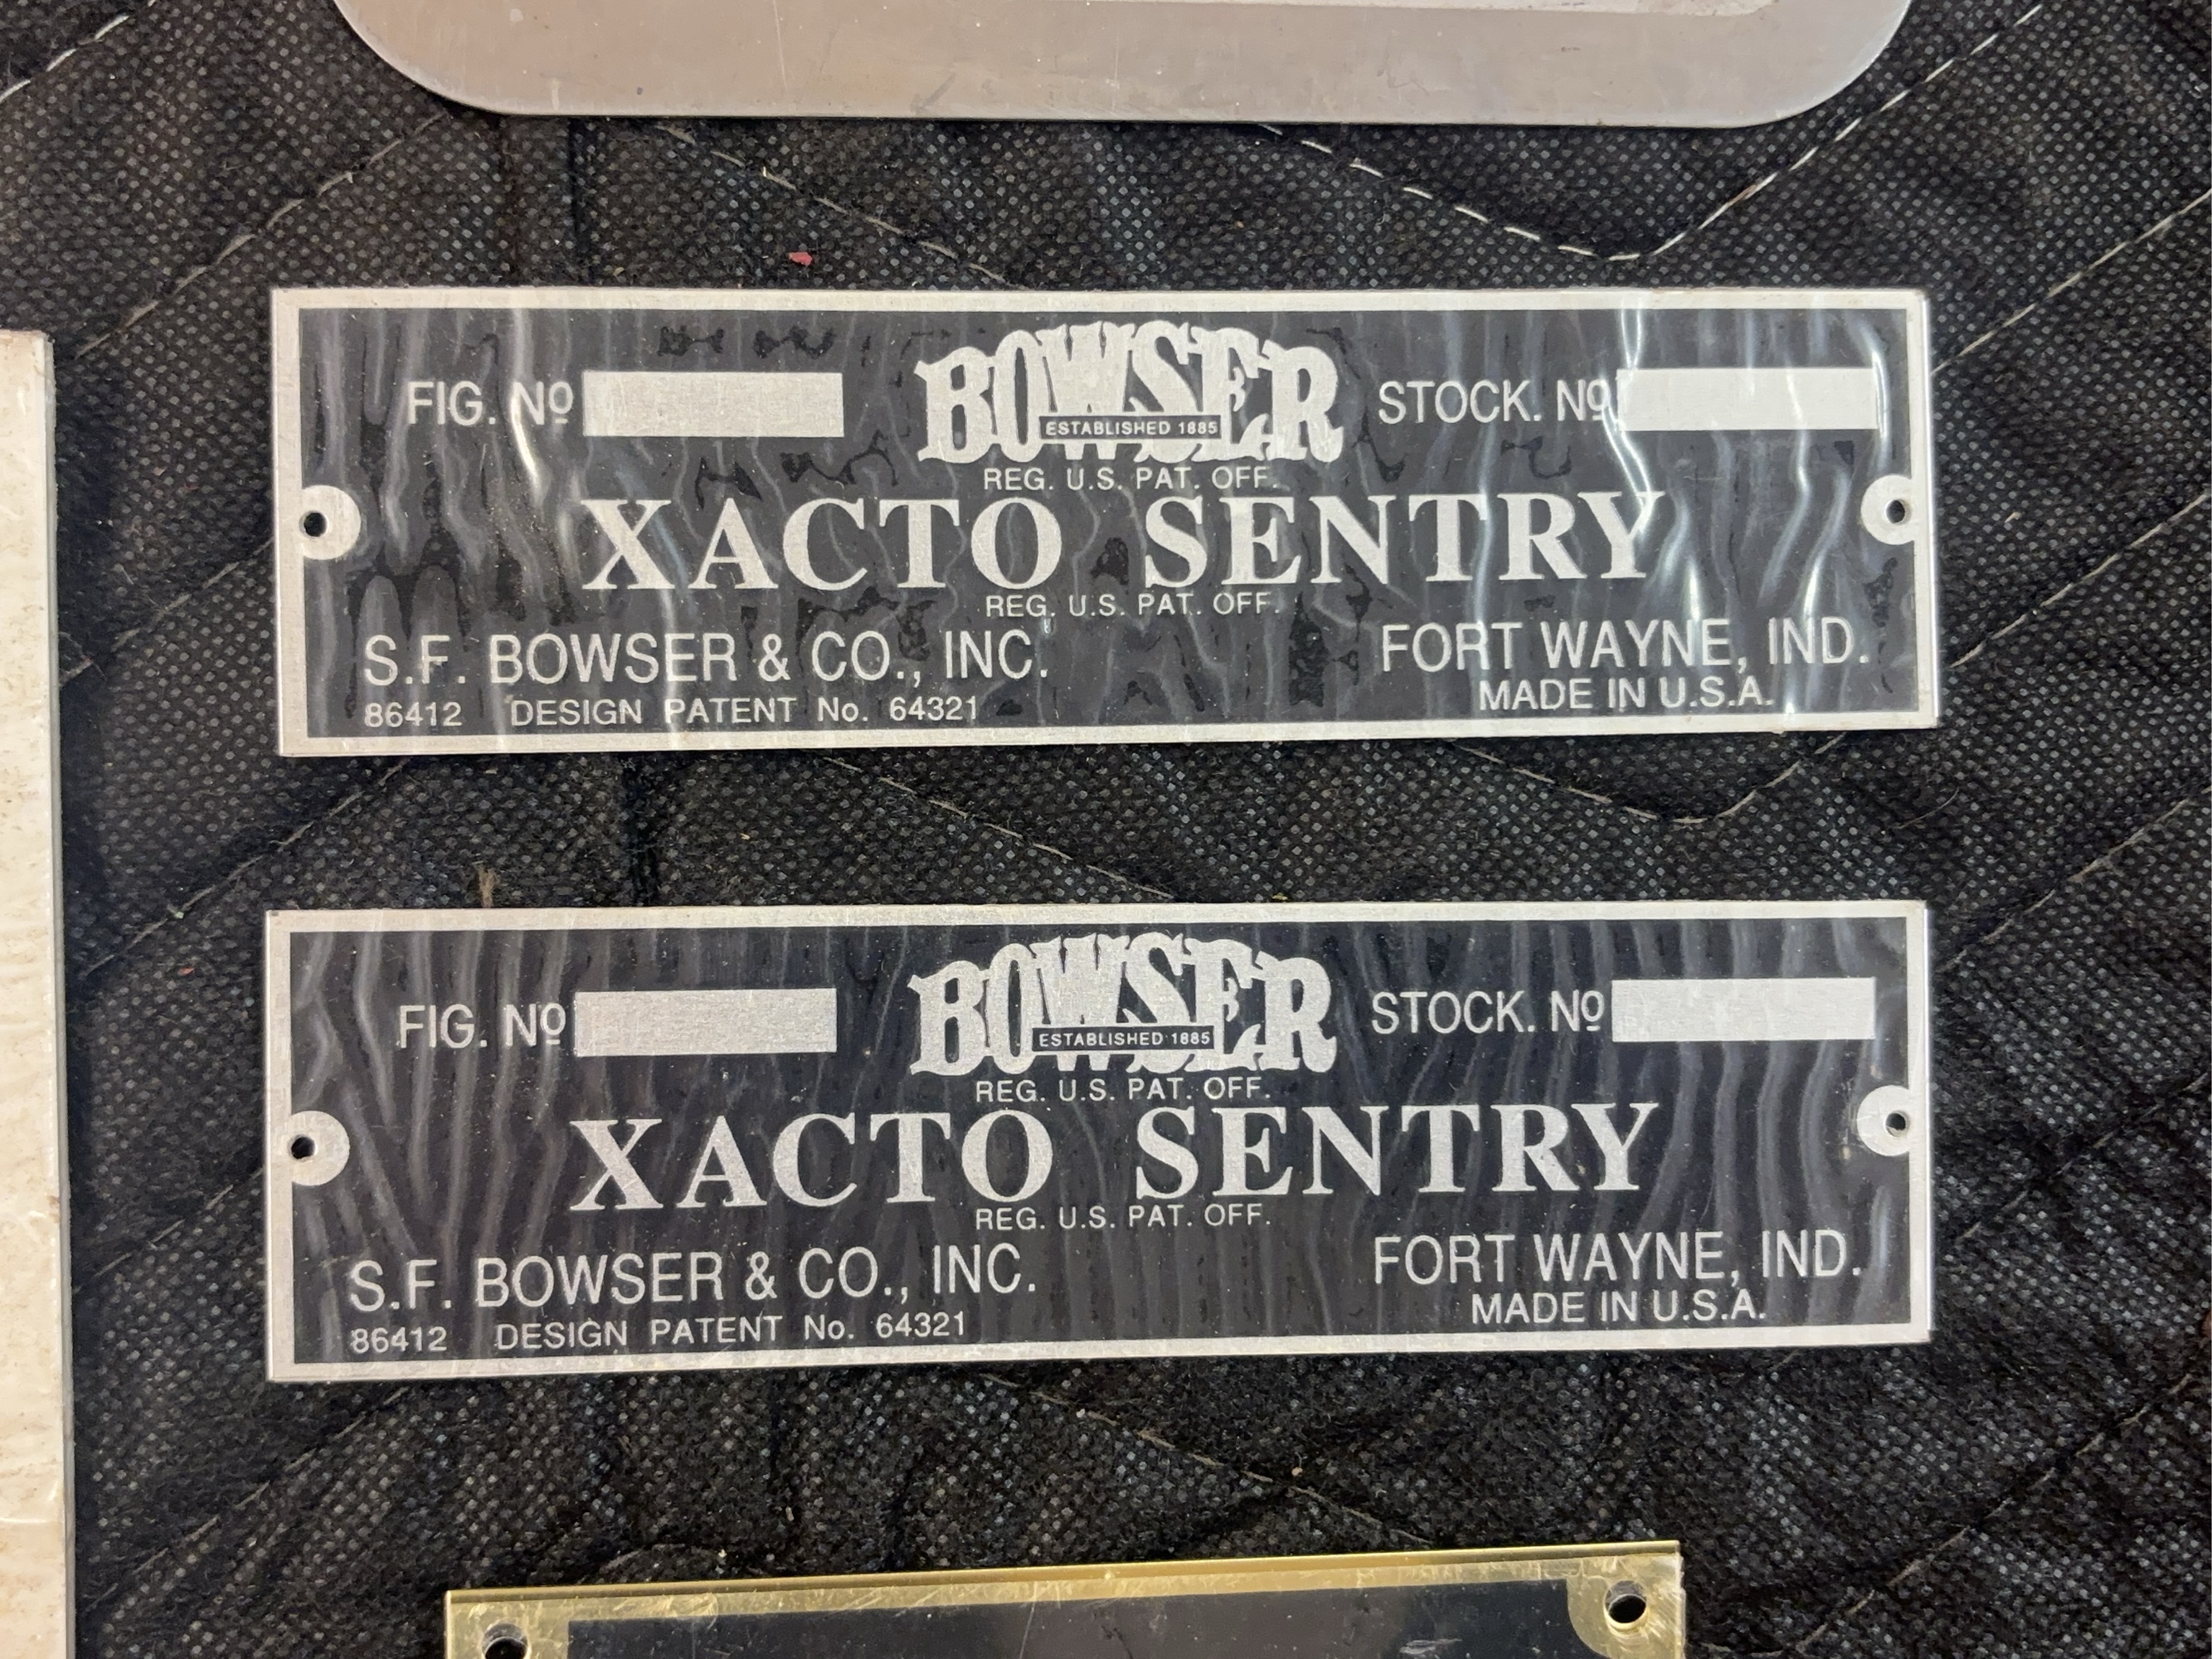 FIG. Nº BOWSER STOCK. Nº
ESTABLISHED 1885
REG. U.S. PAT. OFF.
XACTO SENTRY
REG. U.S. PAT. OFF.
S.F. BOWSER & CO., INC. FORT WAYNE, IND.
86412 DESIGN PATENT No. 64321 MADE IN U.S.A.
FIG. Nº BOWSER STOCK. Nº
ESTABLISHED 1885
REG. U.S. PAT. OFF.
XACTO SENTRY
REG. U.S. PAT. OFF.
S.F. BOWSER & CO., INC. FORT WAYNE, IND.
86412 DESIGN PATENT No. 64321 MADE IN U.S.A.